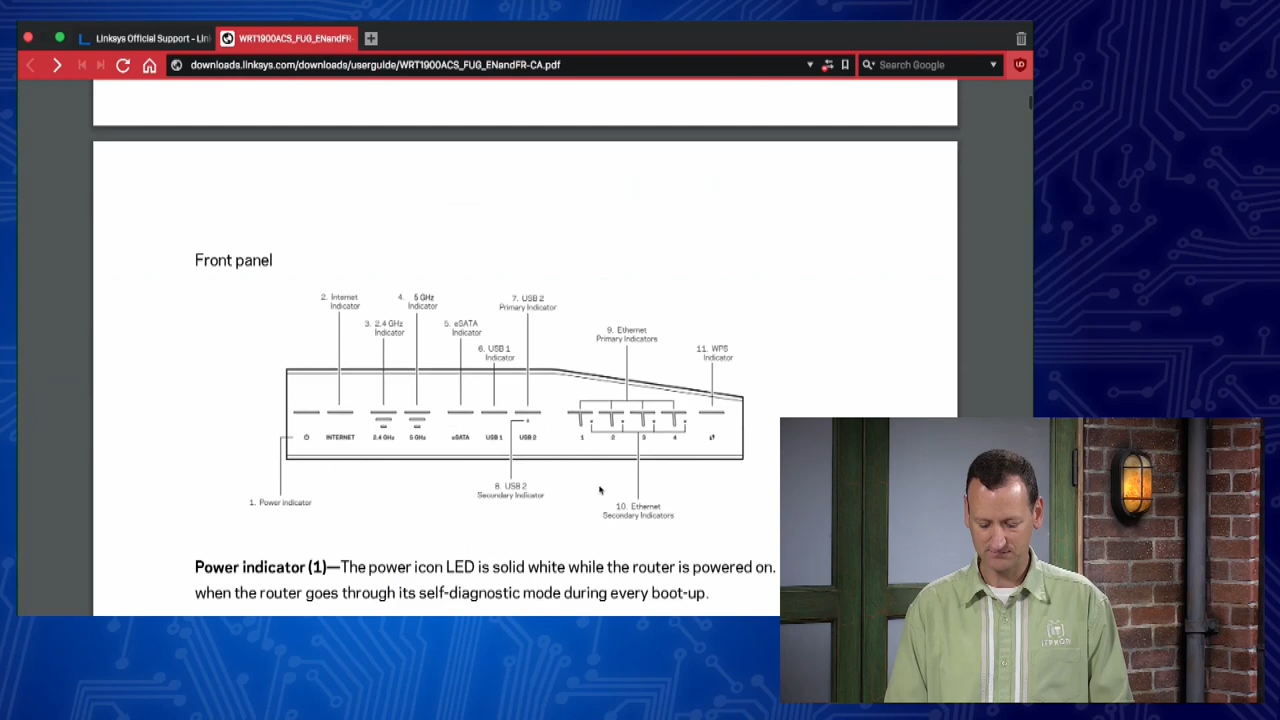 Linksys Official Support - Lin
WRT1900ACS_FUG_ENandFR-
downloads.linksys.com/downloads/userguide/WRT1900ACS_FUG_ENandFR-CA.pdf
Search Google
Front panel
2. Internet
Indicator
4. 5 GHz
Indicator
7. USB 2
Primary Indicator
3. 2.4 GHz
Indicator
5. eSATA
Indicator
6. USB 1
Indicator
9. Ethernet
Primary Indicators
11. WPS
Indicator
INTERNET 2.4 GHz 5 GHz eSATA USB 1 USB 2 1 2 3 4
1. Power indicator
8. USB 2
Secondary Indicator
10. Ethernet
Secondary Indicators
Power indicator (1)—The power icon LED is solid white while the router is powered on.
when the router goes through its self-diagnostic mode during every boot-up.
ITPROTV